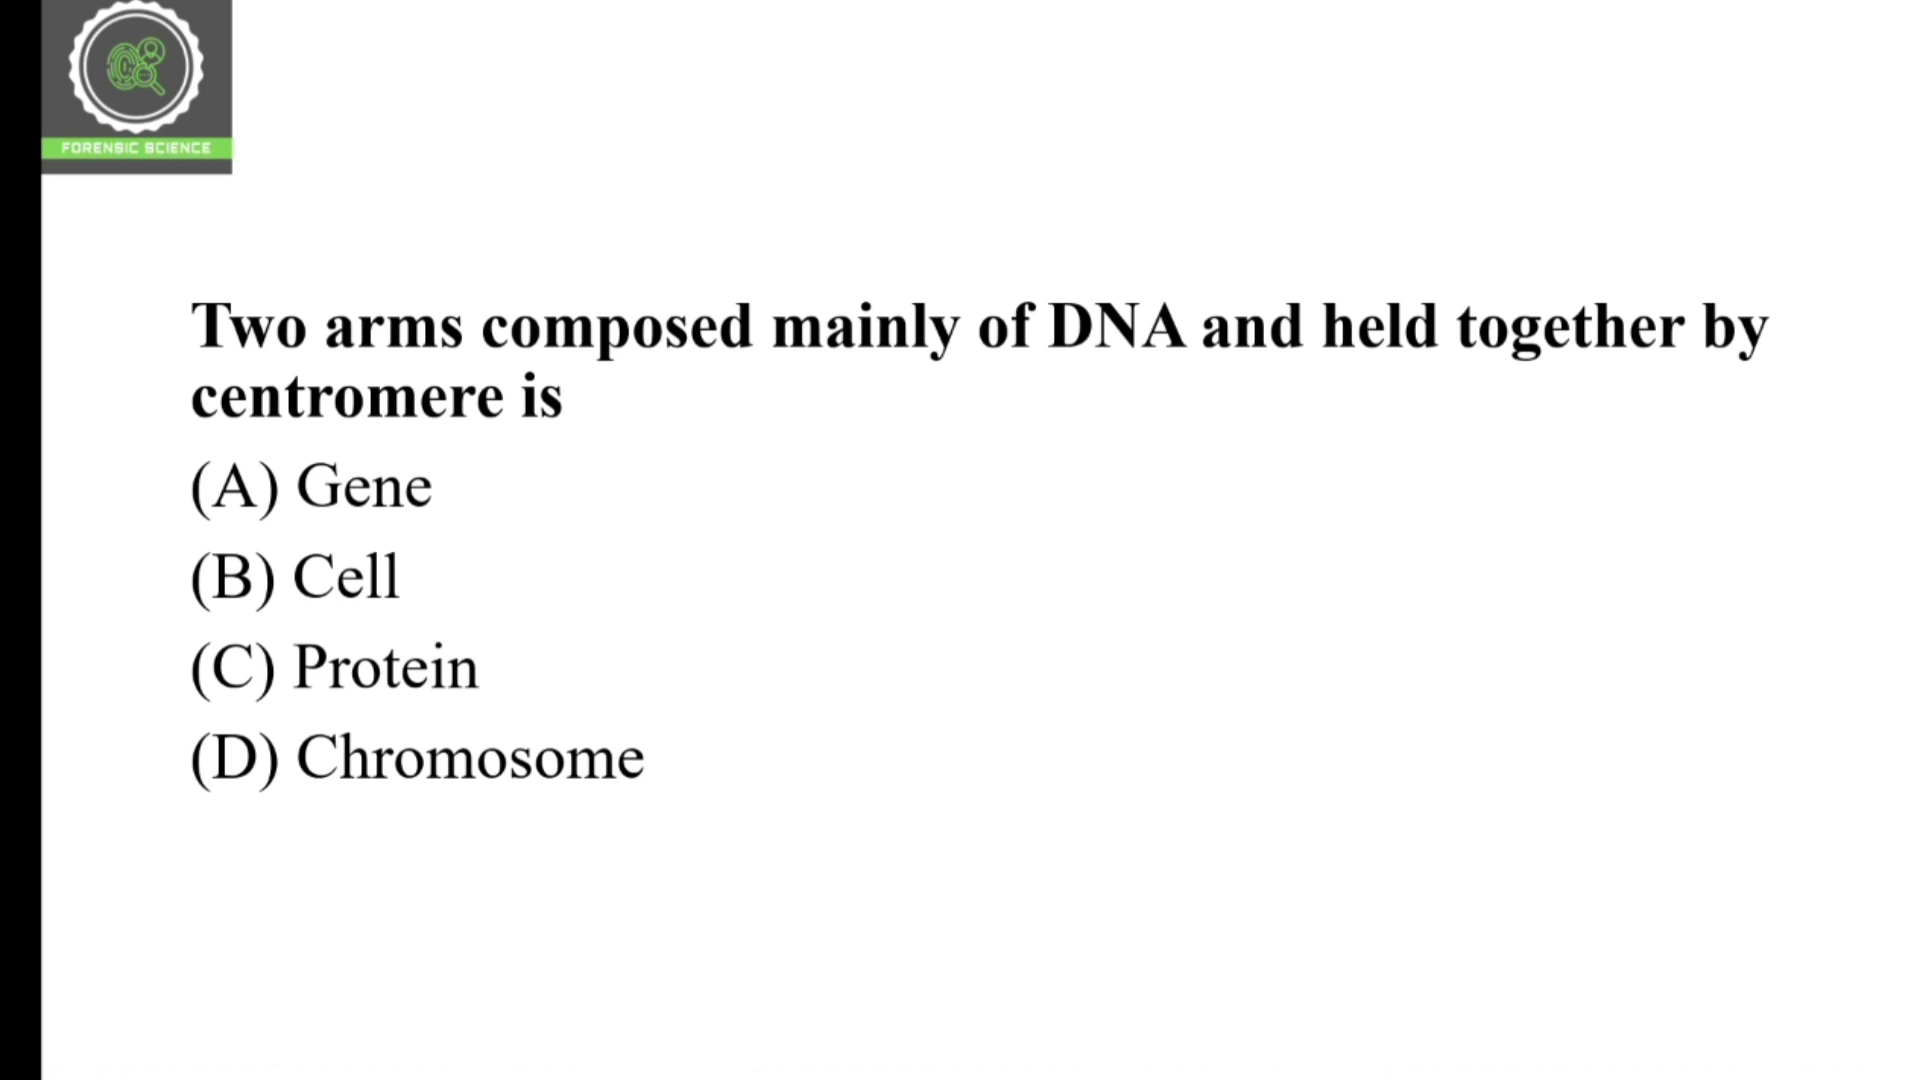 FORENSIC SCIENCE
Two arms composed mainly of DNA and held together by
centromere is
(A) Gene
(B) Cell
(C) Protein
(D) Chromosome